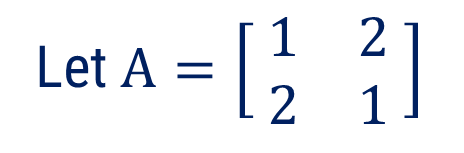 Let A = [1 2
2 1]